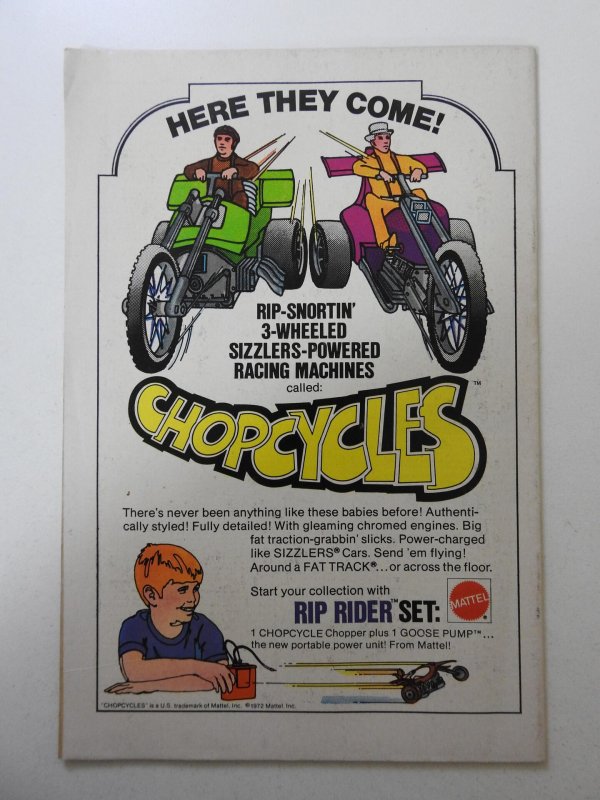 HERE THEY COME!
RIP-SNORTIN'
3-WHEELED
SIZZLERS-POWERED
RACING MACHINES
called:
CHOPCYCLES™
There's never been anything like these babies before! Authenti-
cally styled! Fully detailed! With gleaming chromed engines. Big
fat traction-grabbin' slicks. Power-charged
like SIZZLERS® Cars. Send 'em flying!
Around a FAT TRACK®...or across the floor.
Start your collection with
RIP RIDER™ SET:
MATTEL®
1 CHOPCYCLE Chopper plus 1 GOOSE PUMP™...
the new portable power unit! From Mattel!
"CHOPCYCLES" is a U.S. trademark of Mattel, Inc. ©1972 Mattel, Inc.